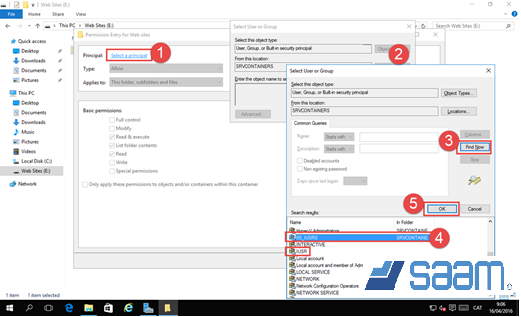 This PC > Web Sites (E:)
File
Home
Share
View
This PC > Web Sites (E:)
Search Web Sites (E:)
Quick access
Desktop
Downloads
Documents
Pictures
This PC
Desktop
Documents
Downloads
Music
Pictures
Videos
Local Disk (C:)
Web Sites (E:)
Network
1 item
1 item selected
Permission Entry for Web sites
Principal:
Select a principal
1
Type:
Allow
Applies to:
This folder, subfolders and files
Basic permissions:
Full control
Modify
Read & execute
List folder contents
Read
Write
Special permissions
Only apply these permissions to objects and/or containers within this container
Select User or Group
Select this object type:
User, Group, or Built-in security principal
2
From this location:
SRVCONTAINERS
Enter the object name to
Advanced...
Select User or Group
Select this object type:
User, Group, or Built-in security principal
Object Types...
From this location:
SRVCONTAINERS
Locations...
Common Queries
Name:
Starts with
Description:
Starts with
Disabled accounts
Non expiring password
Days since last logon:
Columns...
3
Find Now
Stop
5
OK
Cancel
Search results:
Name
In Folder
Hyper-V Administrators
SRVCONTAINE
IIS_IUSRS
SRVCONTAINE
4
INTERACTIVE
IUSR
Local account
Local account and member of Adm
LOCAL SERVICE
NETWORK
Network Configuration Operators
NETWORK SERVICE
saam
CAT
9:06
16/04/2016